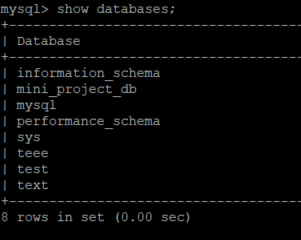 mysql> show databases;
+-----------------------------------
| Database
+-----------------------------------
| information_schema
| mini_project_db
| mysql
| performance_schema
| sys
| teee
| test
| text
+-----------------------------------
8 rows in set (0.00 sec)